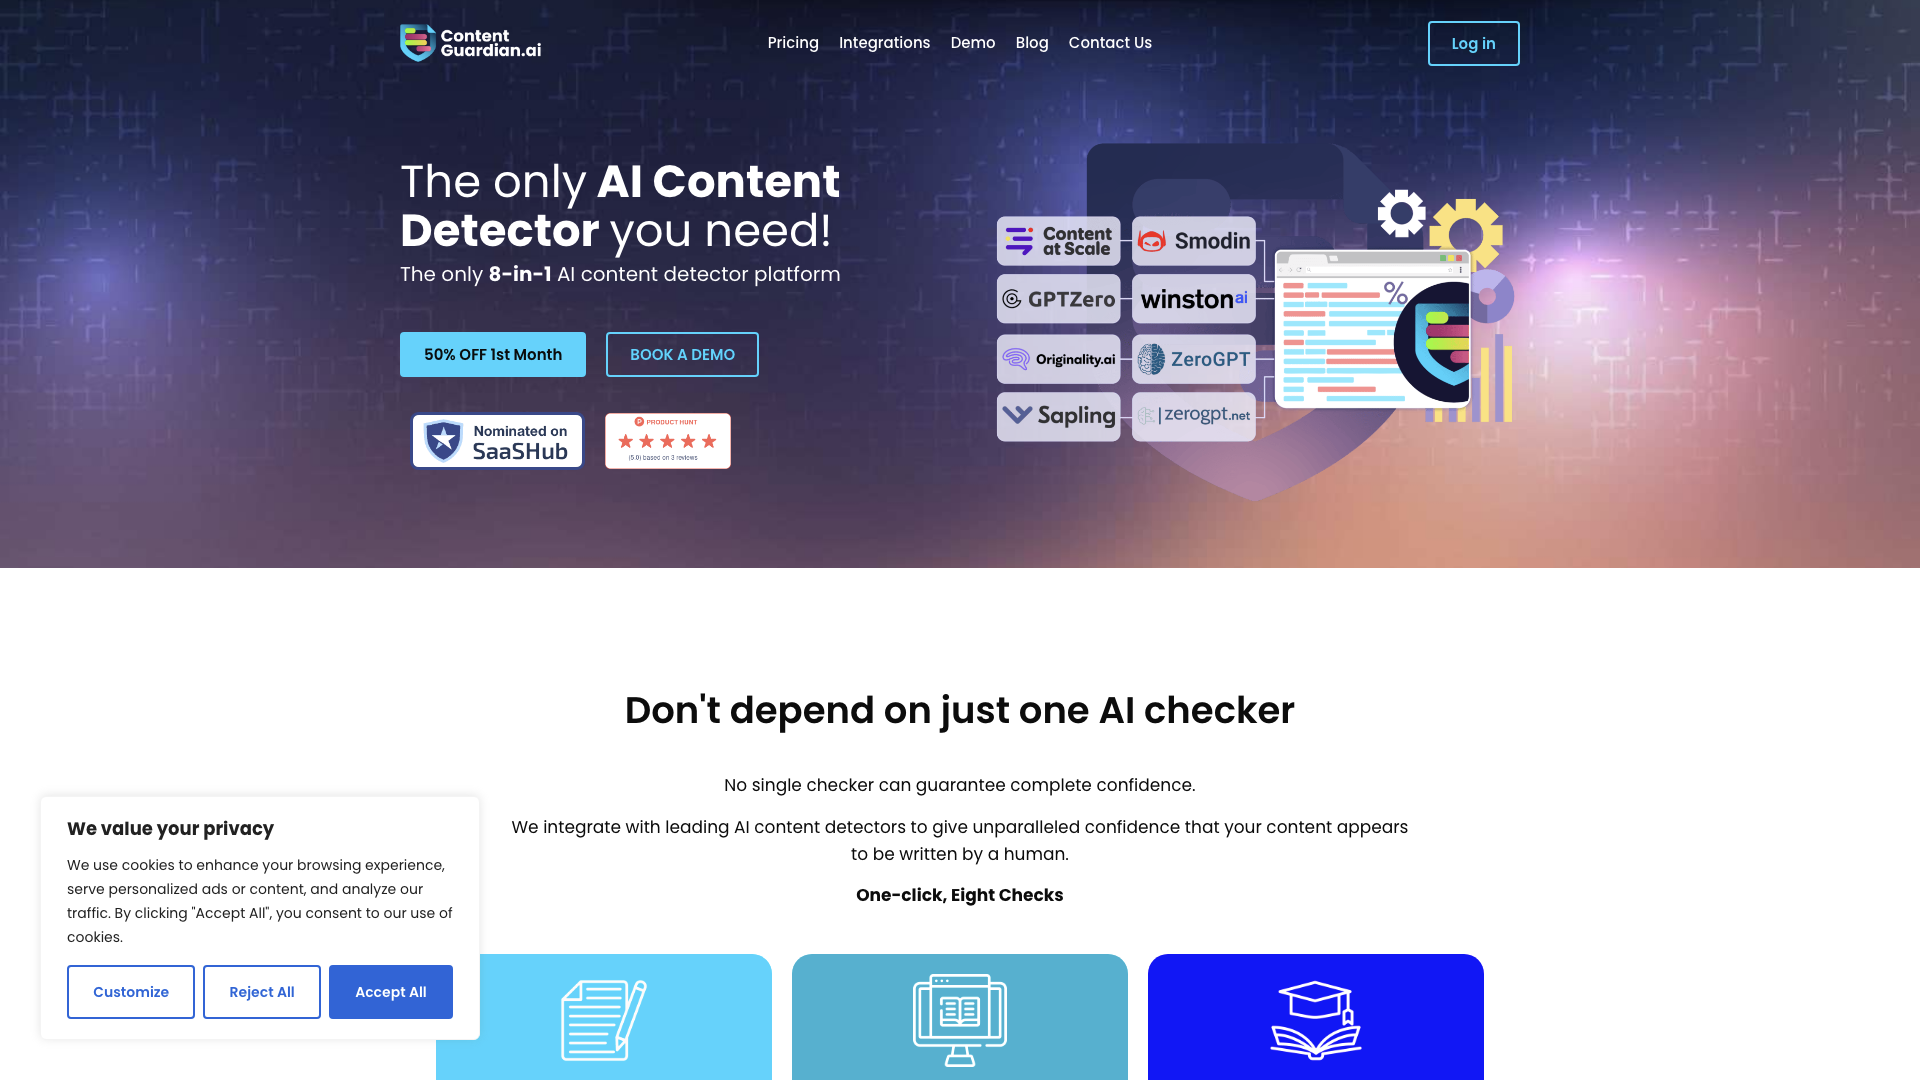 Content
Guardian.ai
Pricing
Integrations
Demo
Blog
Contact Us
Log in
The only AI Content
Detector you need!
The only 8-in-1 AI content detector platform
50% OFF 1st Month
BOOK A DEMO
Nominated on
SaaSHub
PRODUCT HUNT
(5.0) based on 3 reviews
Content
at Scale
Smodin
GPTZero
winston ai
Originality.ai
ZeroGPT
Sapling
zerogpt.net
%
Don't depend on just one AI checker
No single checker can guarantee complete confidence.
We integrate with leading AI content detectors to give unparalleled confidence that your content appears
to be written by a human.
One-click, Eight Checks
We value your privacy
We use cookies to enhance your browsing experience,
serve personalized ads or content, and analyze our
traffic. By clicking "Accept All", you consent to our use of
cookies.
Customize
Reject All
Accept All